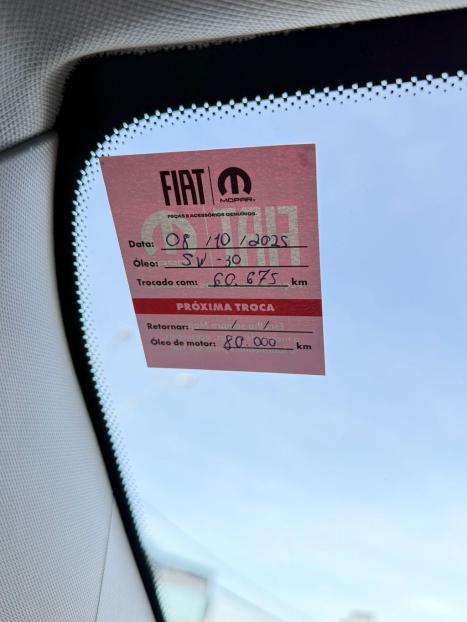 FIAT MOPAR
PEÇAS E ACESSÓRIOS GENUÍNOS
Data: 08 / 10 / 2025
Óleo: 5W-30
Trocado com: 60.675 km
PRÓXIMA TROCA
Retornar: / /
Óleo de motor: 80.000 km